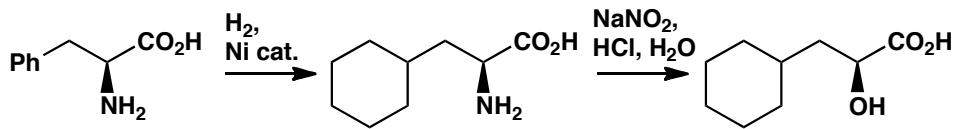 Ph
CO₂H
NH₂
H₂,
Ni cat.
CO₂H
NH₂
NaNO₂,
HCl, H₂O
CO₂H
OH